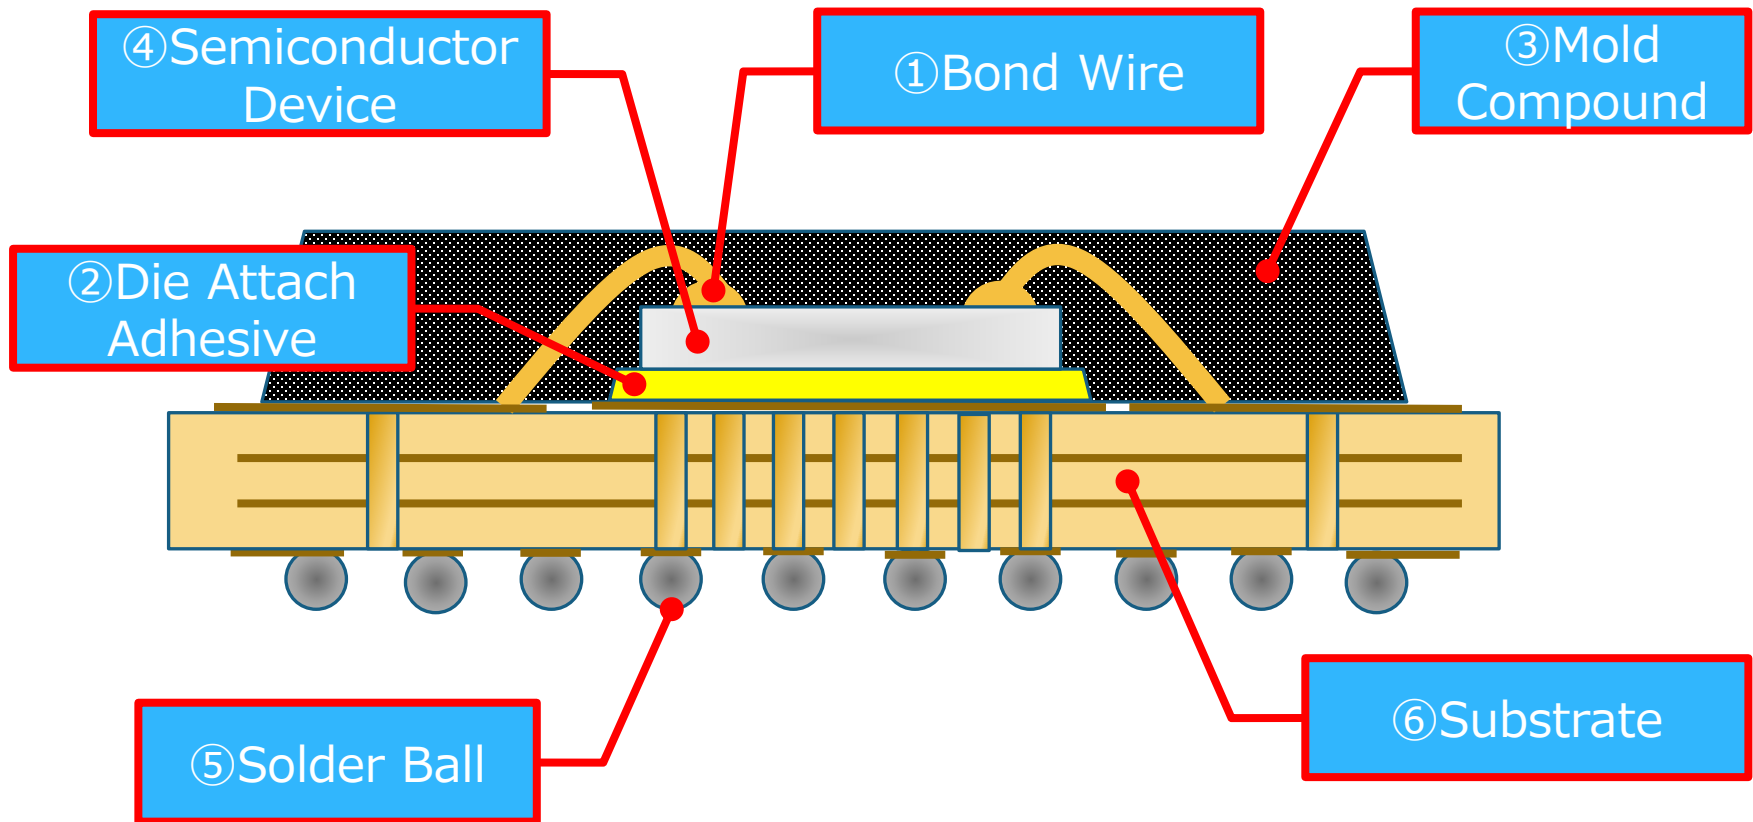 ④Semiconductor
Device
①Bond Wire
③Mold
Compound
②Die Attach
Adhesive
⑤Solder Ball
⑥Substrate